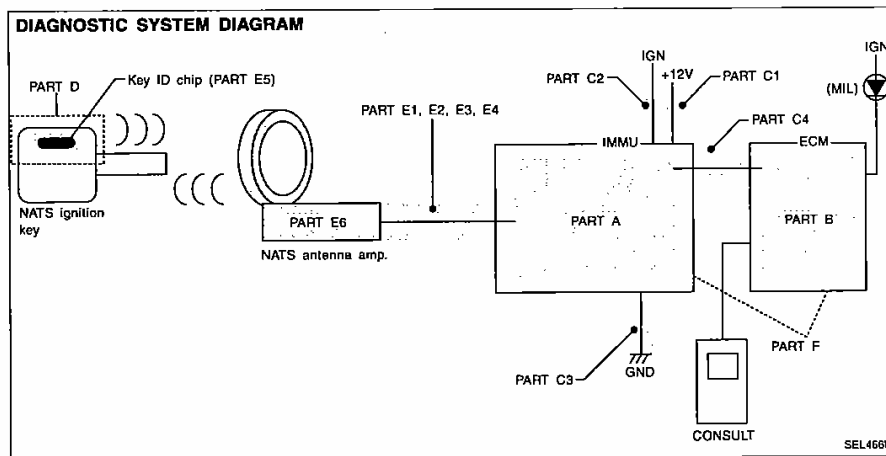 DIAGNOSTIC SYSTEM DIAGRAM
PART D
Key ID chip (PART E5)
NATS ignition
key
PART E1, E2, E3, E4
PART E6
NATS antenna amp.
IGN
+12V
PART C2
PART C1
IMMU
PART A
PART C4
PART C3
GND
ECM
PART B
IGN
(MIL)
PART F
CONSULT